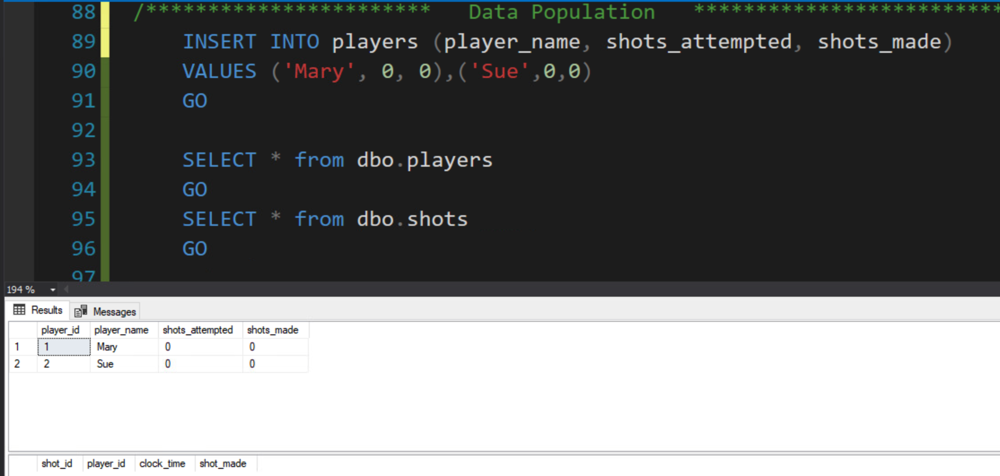 88 /*********************** Data Population *************************
89 INSERT INTO players (player_name, shots_attempted, shots_made)
90 VALUES ('Mary', 0, 0),('Sue',0,0)
91 GO
92
93 SELECT * from dbo.players
94 GO
95 SELECT * from dbo.shots
96 GO
97
194 %
Results Messages
player_id player_name shots_attempted shots_made
1 1 Mary 0 0
2 2 Sue 0 0
shot_id player_id clock_time shot_made